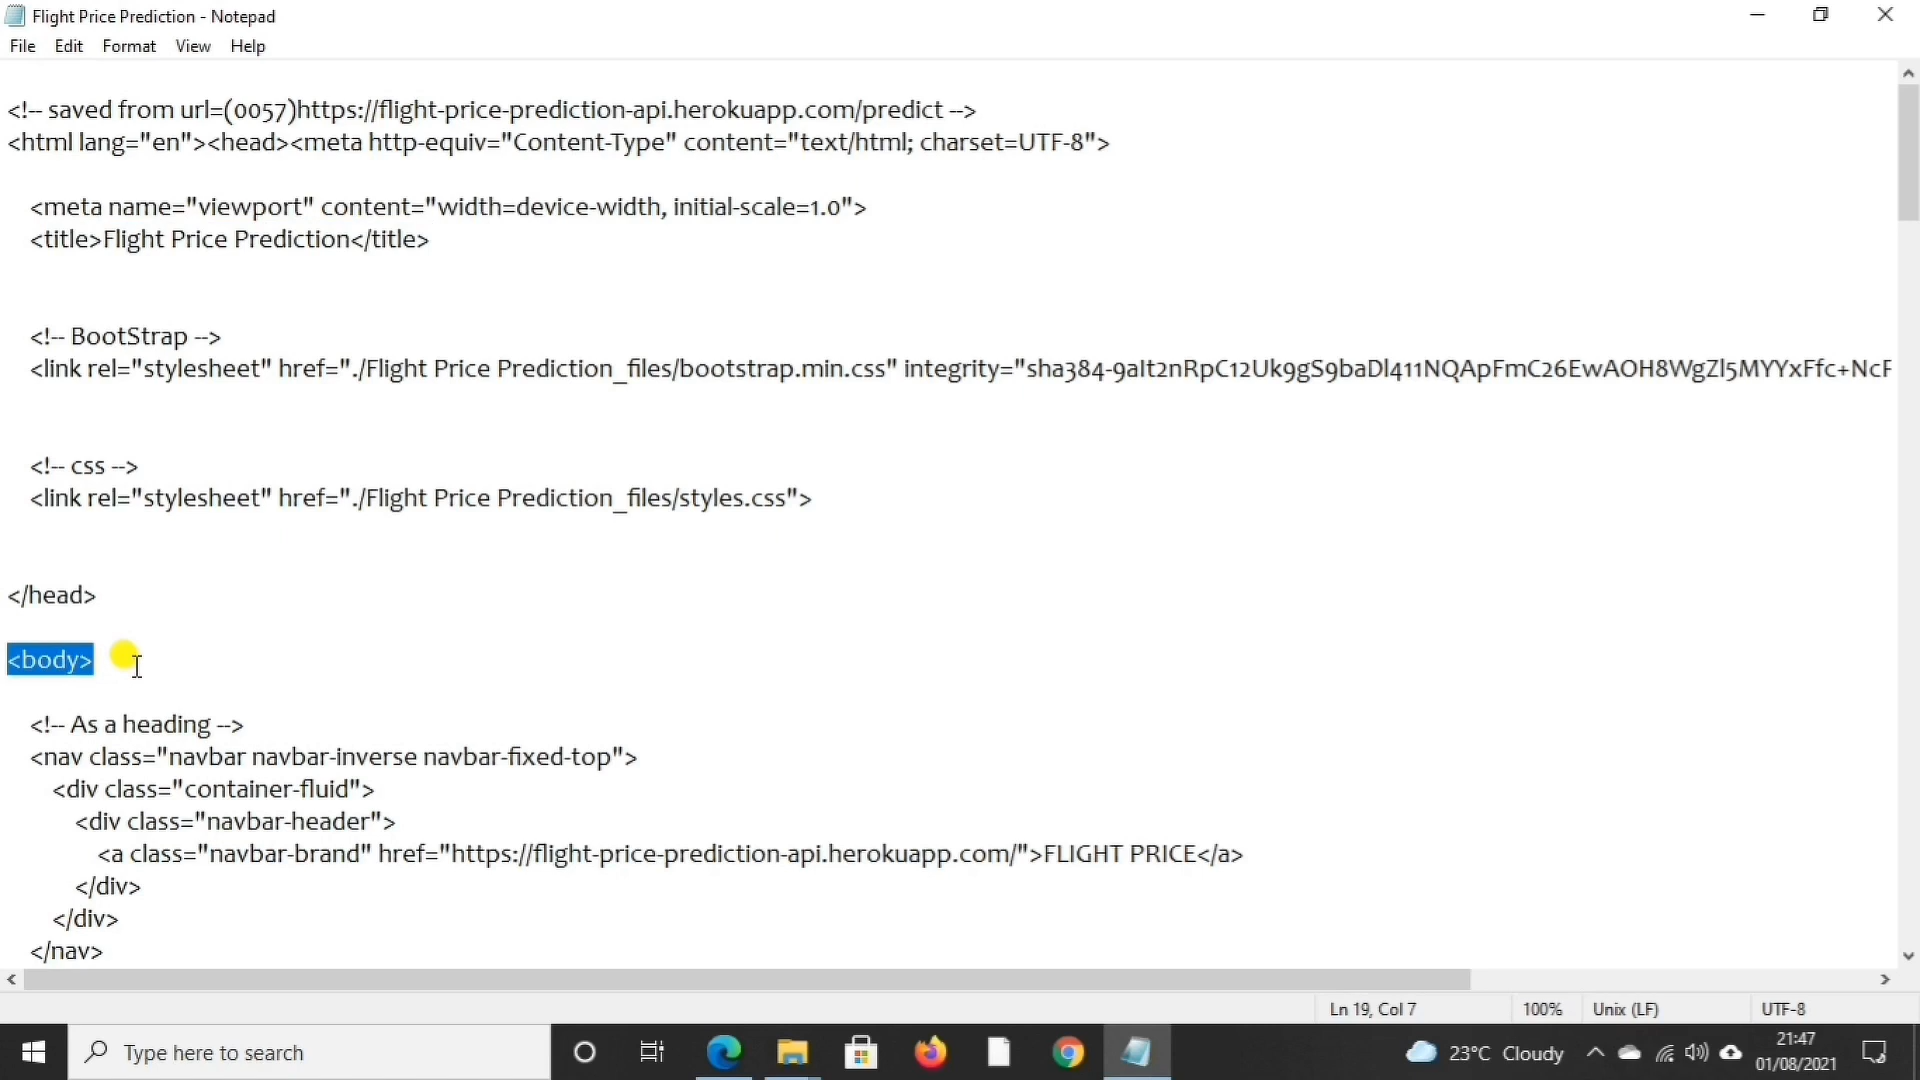 Flight Price Prediction - Notepad
File Edit Format View Help
<!-- saved from url=(0057)https://flight-price-prediction-api.herokuapp.com/predict -->
<html lang="en"><head><meta http-equiv="Content-Type" content="text/html; charset=UTF-8">
<meta name="viewport" content="width=device-width, initial-scale=1.0">
<title>Flight Price Prediction</title>
<!-- BootStrap -->
<link rel="stylesheet" href="./Flight Price Prediction_files/bootstrap.min.css" integrity="sha384-9aIt2nRpC12Uk9gS9baDl411NQApFmC26EwAOH8WgZl5MYYxFfc+NcF
<!-- css -->
<link rel="stylesheet" href="./Flight Price Prediction_files/styles.css">
</head>
<body>
<!-- As a heading -->
<nav class="navbar navbar-inverse navbar-fixed-top">
<div class="container-fluid">
<div class="navbar-header">
<a class="navbar-brand" href="https://flight-price-prediction-api.herokuapp.com/">FLIGHT PRICE</a>
</div>
</div>
</nav>
Ln 19, Col 7 100% Unix (LF) UTF-8
Type here to search 23°C Cloudy 21:47
01/08/2021